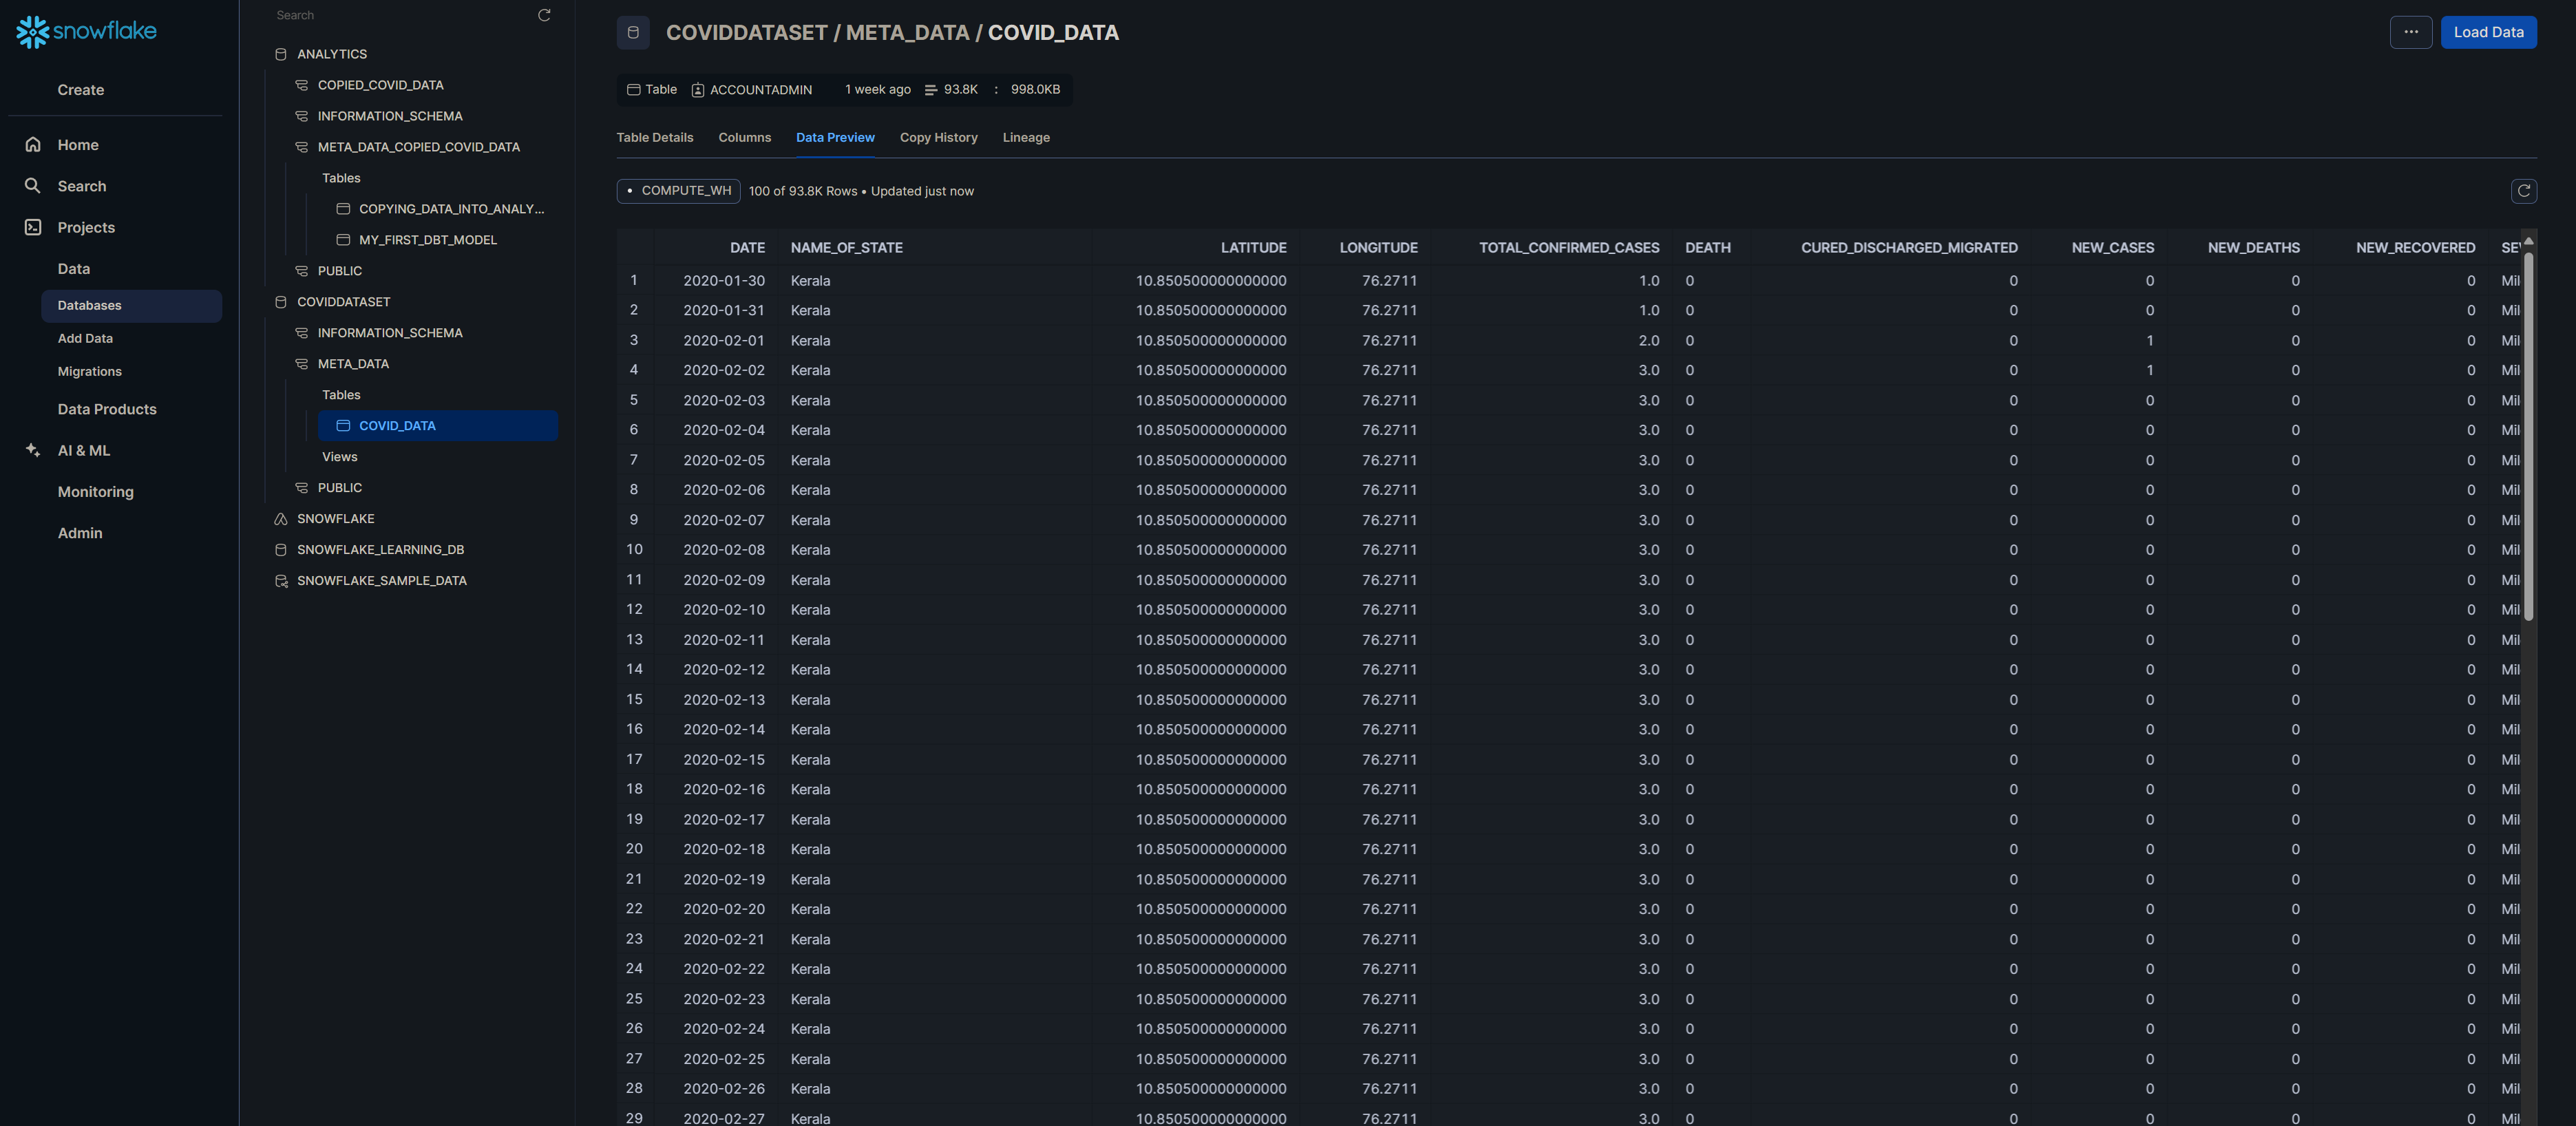 snowflake
Create
Home
Search
Projects
Data
Databases
Add Data
Migrations
Data Products
AI & ML
Monitoring
Admin
Search
ANALYTICS
COPIED_COVID_DATA
INFORMATION_SCHEMA
META_DATA_COPIED_COVID_DATA
Tables
COPYING_DATA_INTO_ANALY...
MY_FIRST_DBT_MODEL
PUBLIC
COVIDDATASET
INFORMATION_SCHEMA
META_DATA
Tables
COVID_DATA
Views
PUBLIC
SNOWFLAKE
SNOWFLAKE_LEARNING_DB
SNOWFLAKE_SAMPLE_DATA
COVIDDATASET / META_DATA / COVID_DATA
... Load Data
Table ACCOUNTADMIN 1 week ago 93.8K : 998.0KB
Table Details Columns Data Preview Copy History Lineage
• COMPUTE_WH 100 of 93.8K Rows • Updated just now
DATE NAME_OF_STATE LATITUDE LONGITUDE TOTAL_CONFIRMED_CASES DEATH CURED_DISCHARGED_MIGRATED NEW_CASES NEW_DEATHS NEW_RECOVERED SE
1 2020-01-30 Kerala 10.850500000000000 76.2711 1.0 0 0 0 0 0 Mil
2 2020-01-31 Kerala 10.850500000000000 76.2711 1.0 0 0 0 0 0 Mil
3 2020-02-01 Kerala 10.850500000000000 76.2711 2.0 0 0 1 0 0 Mil
4 2020-02-02 Kerala 10.850500000000000 76.2711 3.0 0 0 1 0 0 Mil
5 2020-02-03 Kerala 10.850500000000000 76.2711 3.0 0 0 0 0 0 Mil
6 2020-02-04 Kerala 10.850500000000000 76.2711 3.0 0 0 0 0 0 Mil
7 2020-02-05 Kerala 10.850500000000000 76.2711 3.0 0 0 0 0 0 Mil
8 2020-02-06 Kerala 10.850500000000000 76.2711 3.0 0 0 0 0 0 Mil
9 2020-02-07 Kerala 10.850500000000000 76.2711 3.0 0 0 0 0 0 Mil
10 2020-02-08 Kerala 10.850500000000000 76.2711 3.0 0 0 0 0 0 Mil
11 2020-02-09 Kerala 10.850500000000000 76.2711 3.0 0 0 0 0 0 Mil
12 2020-02-10 Kerala 10.850500000000000 76.2711 3.0 0 0 0 0 0 Mil
13 2020-02-11 Kerala 10.850500000000000 76.2711 3.0 0 0 0 0 0 Mil
14 2020-02-12 Kerala 10.850500000000000 76.2711 3.0 0 0 0 0 0 Mil
15 2020-02-13 Kerala 10.850500000000000 76.2711 3.0 0 0 0 0 0 Mil
16 2020-02-14 Kerala 10.850500000000000 76.2711 3.0 0 0 0 0 0 Mil
17 2020-02-15 Kerala 10.850500000000000 76.2711 3.0 0 0 0 0 0 Mil
18 2020-02-16 Kerala 10.850500000000000 76.2711 3.0 0 0 0 0 0 Mil
19 2020-02-17 Kerala 10.850500000000000 76.2711 3.0 0 0 0 0 0 Mil
20 2020-02-18 Kerala 10.850500000000000 76.2711 3.0 0 0 0 0 0 Mil
21 2020-02-19 Kerala 10.850500000000000 76.2711 3.0 0 0 0 0 0 Mil
22 2020-02-20 Kerala 10.850500000000000 76.2711 3.0 0 0 0 0 0 Mil
23 2020-02-21 Kerala 10.850500000000000 76.2711 3.0 0 0 0 0 0 Mil
24 2020-02-22 Kerala 10.850500000000000 76.2711 3.0 0 0 0 0 0 Mil
25 2020-02-23 Kerala 10.850500000000000 76.2711 3.0 0 0 0 0 0 Mil
26 2020-02-24 Kerala 10.850500000000000 76.2711 3.0 0 0 0 0 0 Mil
27 2020-02-25 Kerala 10.850500000000000 76.2711 3.0 0 0 0 0 0 Mil
28 2020-02-26 Kerala 10.850500000000000 76.2711 3.0 0 0 0 0 0 Mil
29 2020-02-27 Kerala 10.850500000000000 76.2711 3.0 0 0 0 0 0 Mil